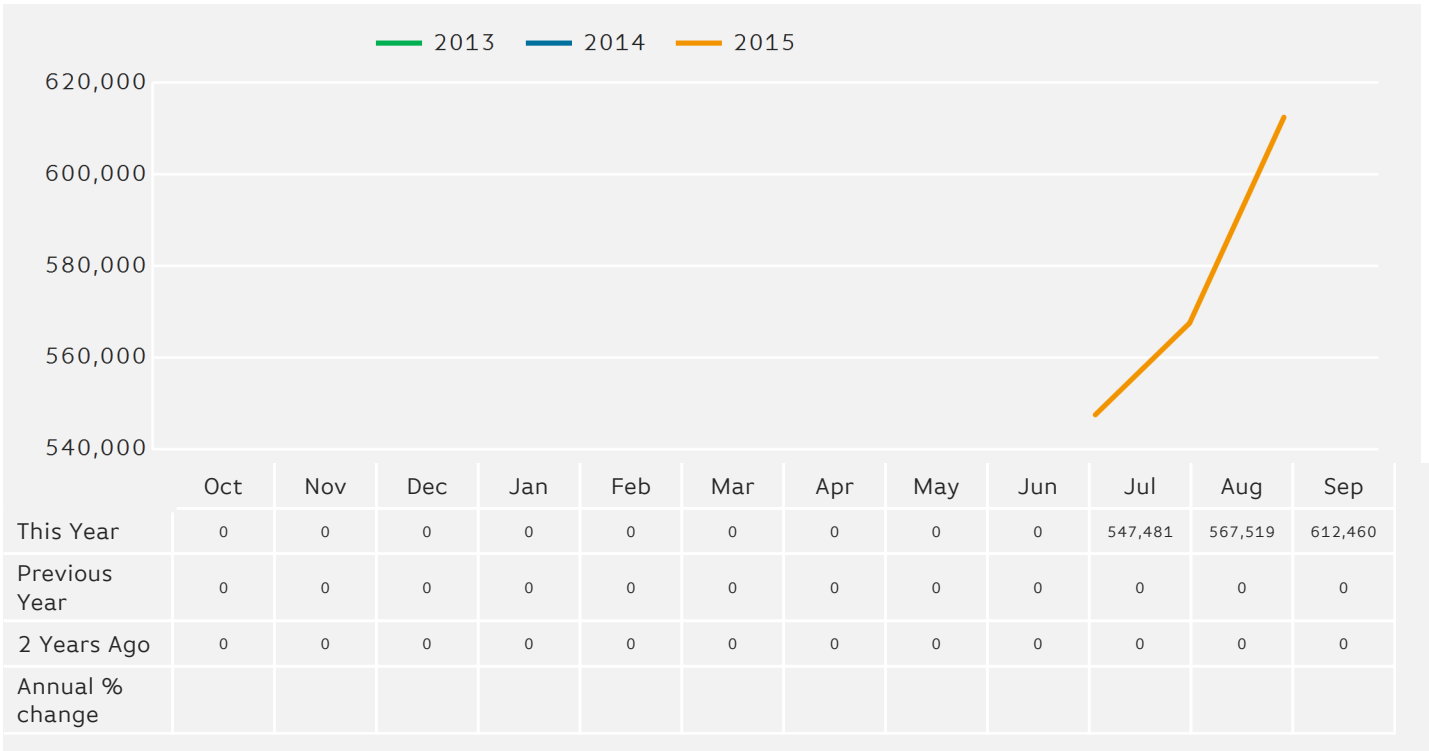 2013 2014 2015
620,000
600,000
580,000
560,000
540,000
Oct Nov Dec Jan Feb Mar Apr May Jun Jul Aug Sep
This Year 0 0 0 0 0 0 0 0 0 547,481 567,519 612,460
Previous
Year 0 0 0 0 0 0 0 0 0 0 0 0
2 Years Ago 0 0 0 0 0 0 0 0 0 0 0 0
Annual %
change